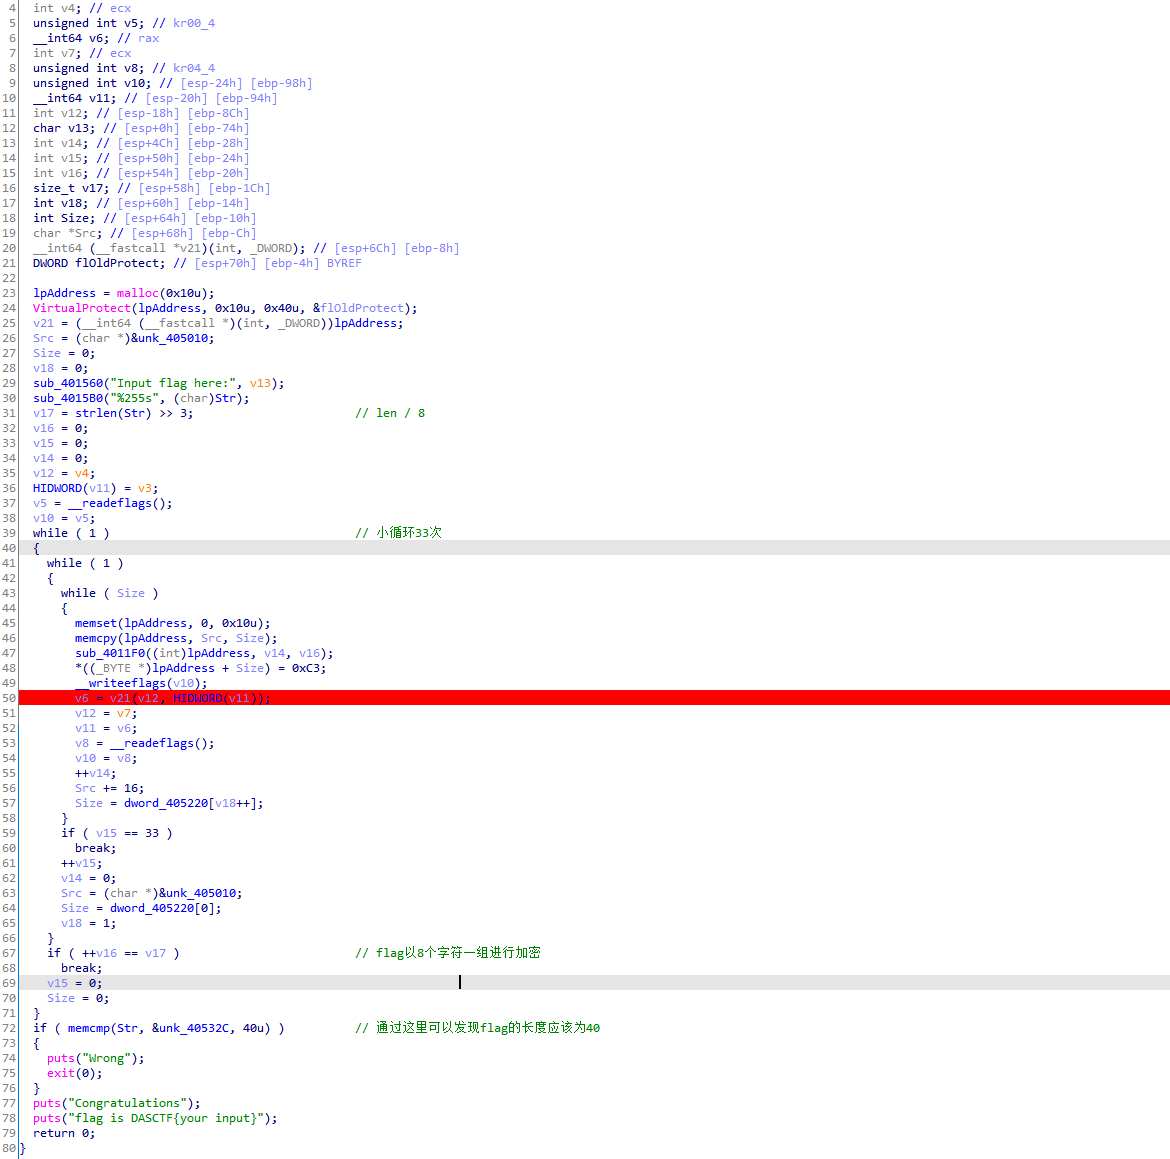 4 int v4; // ecx
5 unsigned int v5; // kr00_4
6 __int64 v6; // rax
7 int v7; // ecx
8 unsigned int v8; // kr04_4
9 unsigned int v10; // [esp-24h] [ebp-98h]
10 __int64 v11; // [esp-20h] [ebp-94h]
11 int v12; // [esp-18h] [ebp-8Ch]
12 char v13; // [esp+0h] [ebp-74h]
13 int v14; // [esp+4Ch] [ebp-28h]
14 int v15; // [esp+50h] [ebp-24h]
15 int v16; // [esp+54h] [ebp-20h]
16 size_t v17; // [esp+58h] [ebp-1Ch]
17 int v18; // [esp+60h] [ebp-14h]
18 int Size; // [esp+64h] [ebp-10h]
19 char *Src; // [esp+68h] [ebp-Ch]
20 __int64 (__fastcall *v21)(int, _DWORD); // [esp+6Ch] [ebp-8h]
21 DWORD flOldProtect; // [esp+70h] [ebp-4h] BYREF
22
23 lpAddress = malloc(0x10u);
24 VirtualProtect(lpAddress, 0x10u, 0x40u, &flOldProtect);
25 v21 = (__int64 (__fastcall *)(int, _DWORD))lpAddress;
26 Src = (char *)&unk_405010;
27 Size = 0;
28 v18 = 0;
29 sub_401560("Input flag here:", v13);
30 sub_4015B0("%255s", (char)Str);
31 v17 = strlen(Str) >> 3; // len / 8
32 v16 = 0;
33 v15 = 0;
34 v14 = 0;
35 v12 = v4;
36 HIDWORD(v11) = v3;
37 v5 = __readeflags();
38 v10 = v5;
39 while ( 1 ) // 小循环33次
40 {
41 while ( 1 )
42 {
43 while ( Size )
44 {
45 memset(lpAddress, 0, 0x10u);
46 memcpy(lpAddress, Src, Size);
47 sub_4011F0((int)lpAddress, v14, v16);
48 *((_BYTE *)lpAddress + Size) = 0xC3;
49 __writeeflags(v10);
50 v6 = v21(v12, HIDWORD(v11));
51 v12 = v7;
52 v11 = v6;
53 v8 = __readeflags();
54 v10 = v8;
55 ++v14;
56 Src += 16;
57 Size = dword_405220[v18++];
58 }
59 if ( v15 == 33 )
60 break;
61 ++v15;
62 v14 = 0;
63 Src = (char *)&unk_405010;
64 Size = dword_405220[0];
65 v18 = 1;
66 }
67 if ( ++v16 == v17 ) // flag以8个字符一组进行加密
68 break;
69 v15 = 0;
70 Size = 0;
71 }
72 if ( memcmp(Str, &unk_40532C, 40u) ) // 通过这里可以发现flag的长度应该为40
73 {
74 puts("Wrong");
75 exit(0);
76 }
77 puts("Congratulations");
78 puts("flag is DASCTF{your input}");
79 return 0;
80 }